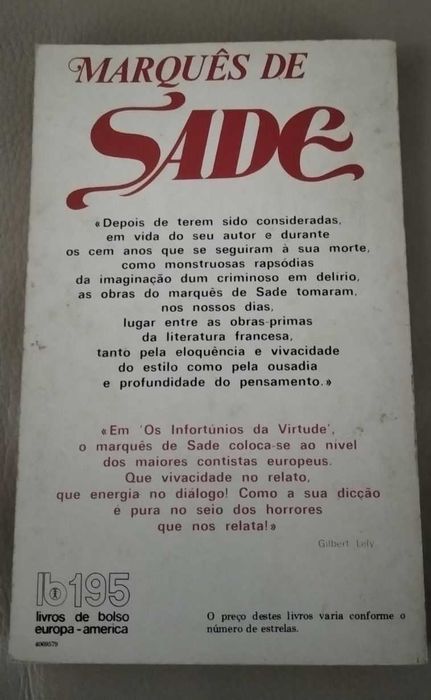 MARQUÊS DE
SADE
«Depois de terem sido consideradas,
em vida do seu autor e durante
os cem anos que se seguiram à sua morte,
como monstruosas rapsódias
da imaginação dum criminoso em delírio,
as obras do marquês de Sade tomaram,
nos nossos dias,
lugar entre as obras-primas
da literatura francesa,
tanto pela eloquência e vivacidade
do estilo como pela ousadia
e profundidade do pensamento.»
«Em 'Os Infortúnios da Virtude',
o marquês de Sade coloca-se ao nível
dos maiores contistas europeus.
Que vivacidade no relato,
que energia no diálogo! Como a sua dicção
é pura no seio dos horrores
que nos relata!»
Gilbert Lely
lb195
livros de bolso
europa-america
4069579
O preço destes livros varia conforme o
número de estrelas.